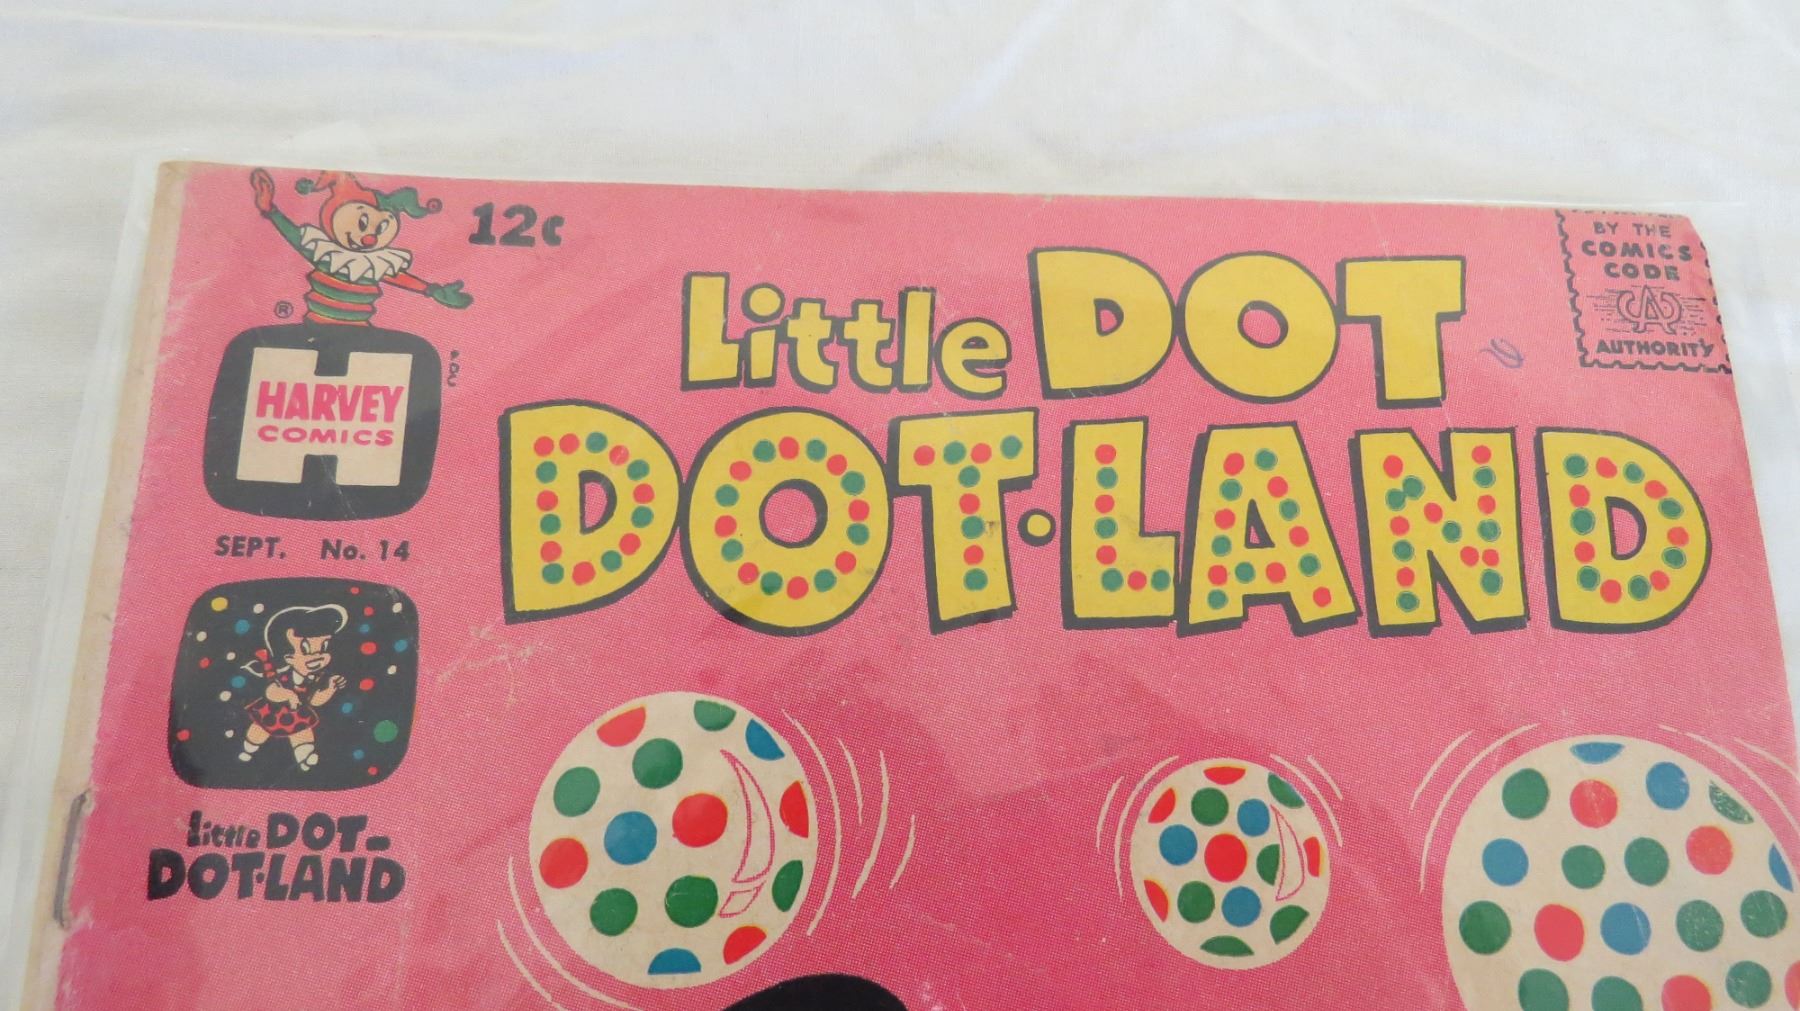 12¢
BY THE
COMICS
CODE
CA
AUTHORITY
Little DOT
DOT·LAND
®
H
HARVEY
COMICS
PDC
SEPT. No. 14
Little DOT–
DOT·LAND